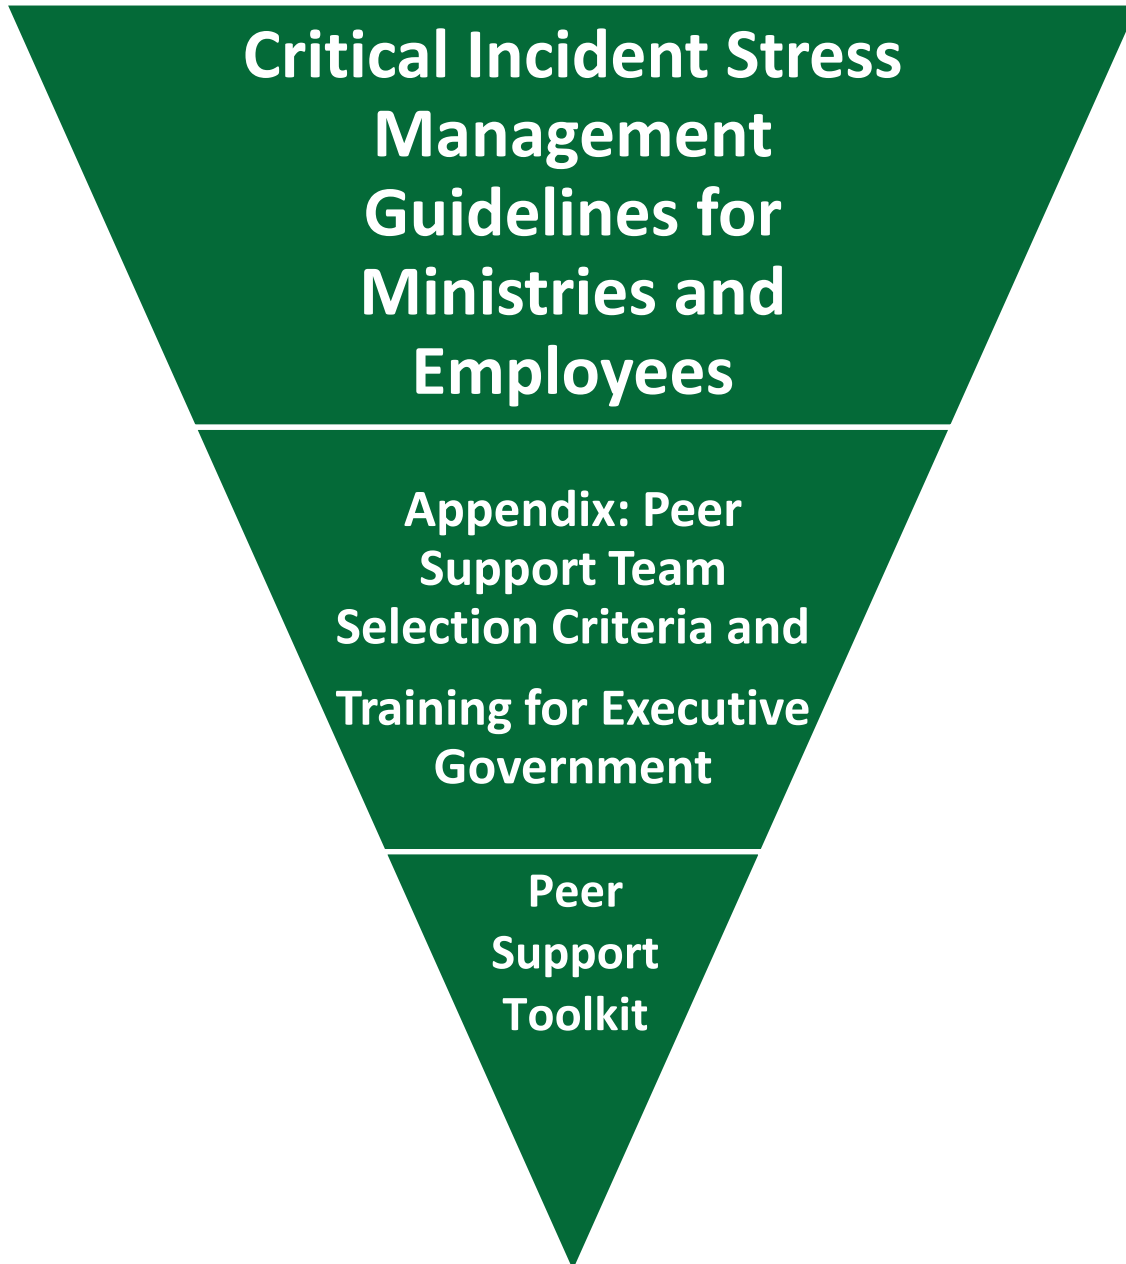 Critical Incident Stress
Management
Guidelines for
Ministries and
Employees
Appendix: Peer
Support Team
Selection Criteria and
Training for Executive
Government
Peer
Support
Toolkit